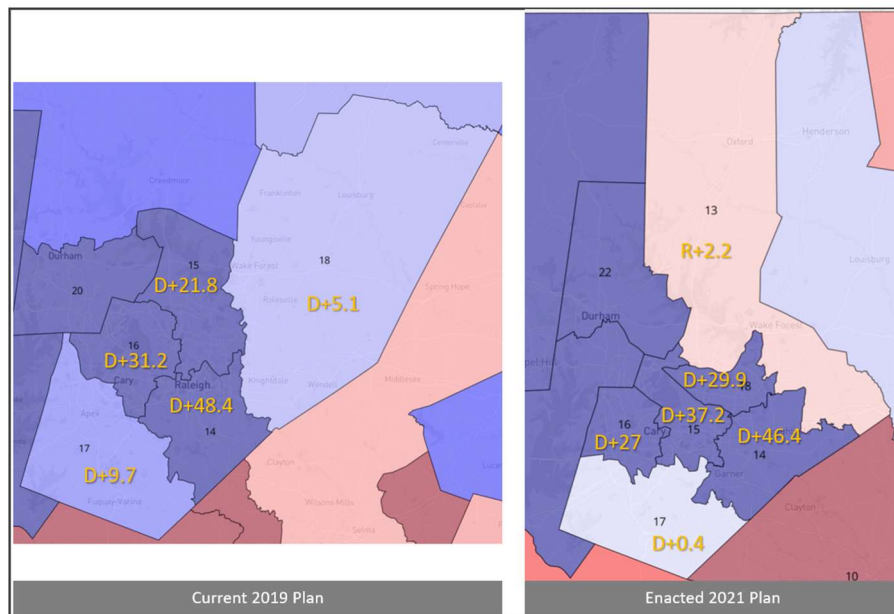 Creedmoor
Centerville
Franklinton
Louisburg
Youngsville
Durham
15
18
Wake Forest
20
D+21.8
Rolesville
Spring Hope
D+5.1
16
D+31.2
Cary
Raleigh
Knightdale
Wendell
Middlesex
Apex
D+48.4
14
17
D+9.7
Clayton
Fuquay-Varina
Wilsons Mills
Selma
Current 2019 Plan
Oxford
Henderson
13
R+2.2
22
Louisburg
Durham
Wake Forest
D+29.9
18
D+37.2
16
Cary
15
D+46.4
D+27
14
Garner
17
D+0.4
Clayton
10
Enacted 2021 Plan